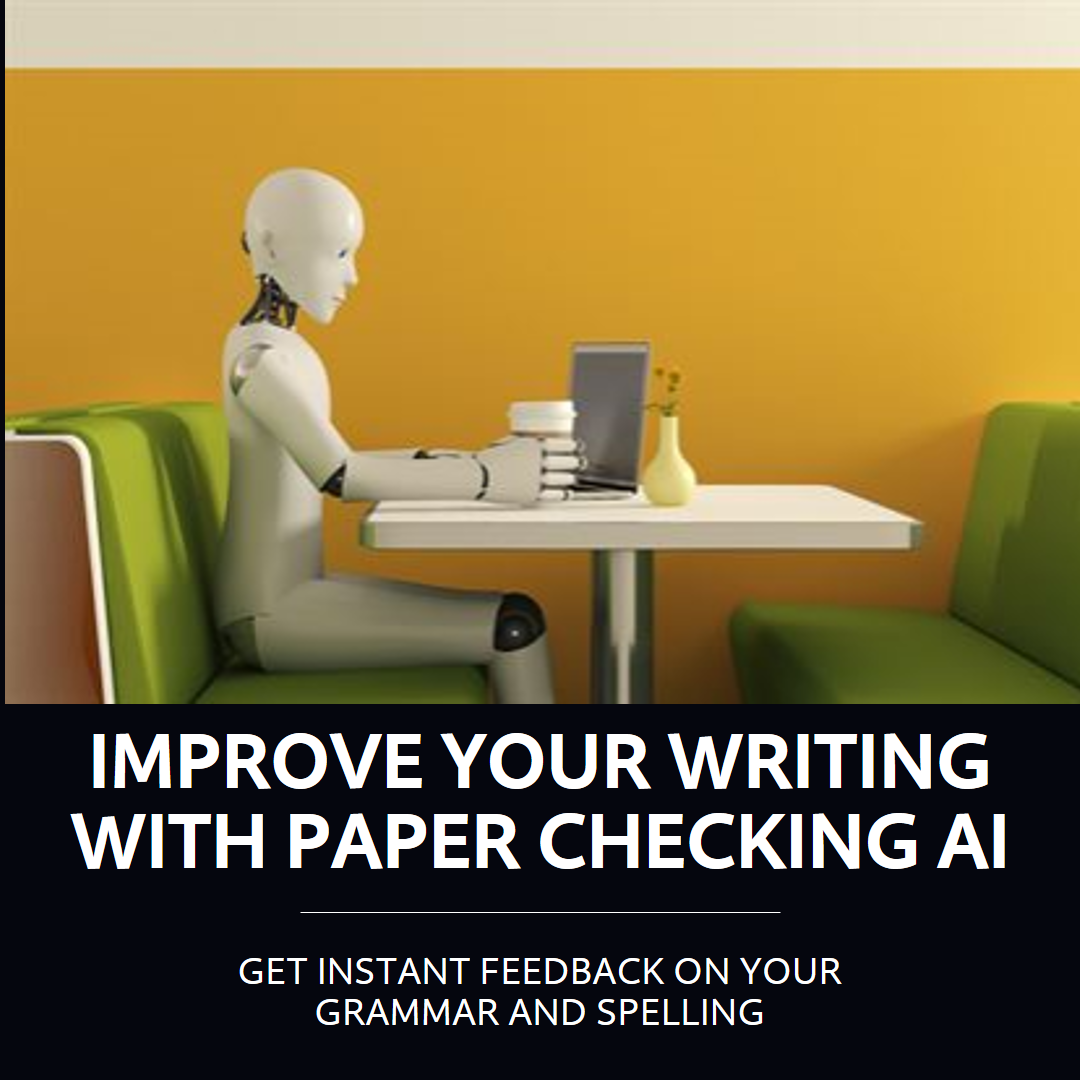 IMPROVE YOUR WRITING
WITH PAPER CHECKING AI
GET INSTANT FEEDBACK ON YOUR
GRAMMAR AND SPELLING